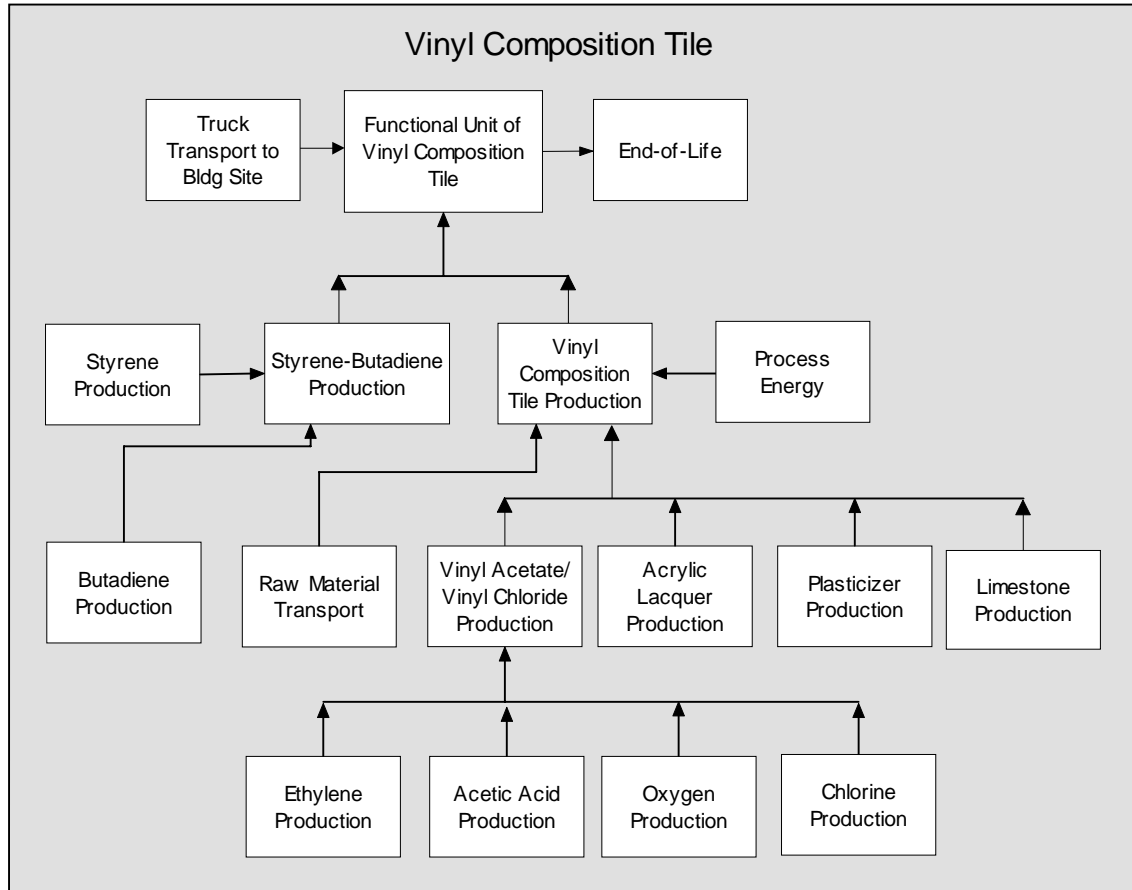 Vinyl Composition Tile
Truck
Transport to
Bldg Site
Functional Unit of
Vinyl Composition
Tile
End-of-Life
Styrene
Production
Styrene-Butadiene
Production
Vinyl
Composition
Tile Production
Process
Energy
Butadiene
Production
Raw Material
Transport
Vinyl Acetate/
Vinyl Chloride
Production
Acrylic
Lacquer
Production
Plasticizer
Production
Limestone
Production
Ethylene
Production
Acetic Acid
Production
Oxygen
Production
Chlorine
Production